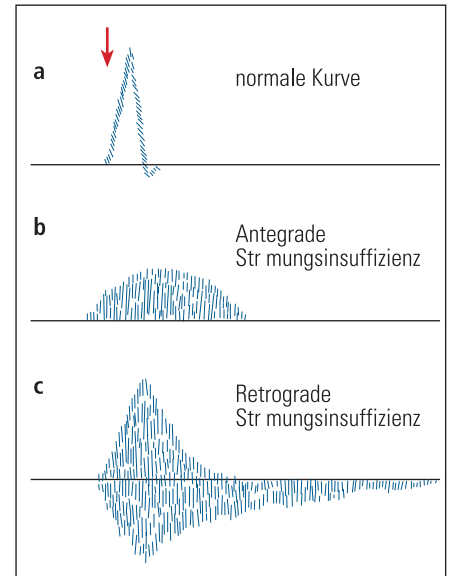 a
normale Kurve
b
Antegrade
Str mungsinsuffizienz
c
Retrograde
Str mungsinsuffizienz